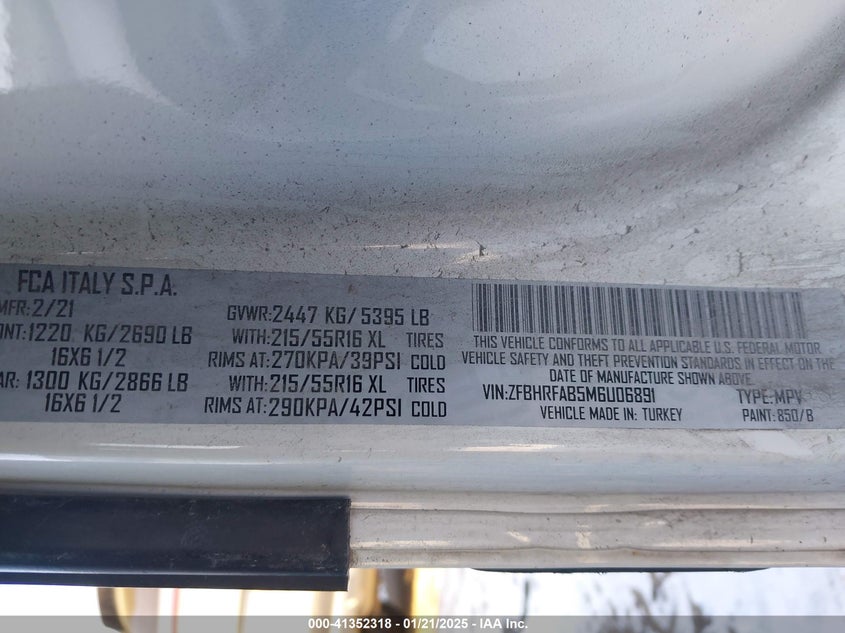 FCA ITALY S.P.A.
MFR: 2/21
GVWR: 2447 KG/ 5395 LB
ONT: 1220 KG/2690 LB
WITH: 215/55R16 XL TIRES
16X6 1/2
RIMS AT: 270KPA/39PSI COLD
AR: 1300 KG/2866 LB
WITH: 215/55R16 XL TIRES
16X6 1/2
RIMS AT: 290KPA/42PSI COLD
THIS VEHICLE CONFORMS TO ALL APPLICABLE U.S. FEDERAL MOTOR
VEHICLE SAFETY AND THEFT PREVENTION STANDARDS IN EFFECT ON
DATE OF MANUFACTURE SHOWN ABOVE.
VIN: ZFBHRFAB5M6U06891 TYPE: MPV
VEHICLE MADE IN: TURKEY PAINT: 850/B
000-41352318 - 01/21/2025 - IAA Inc.